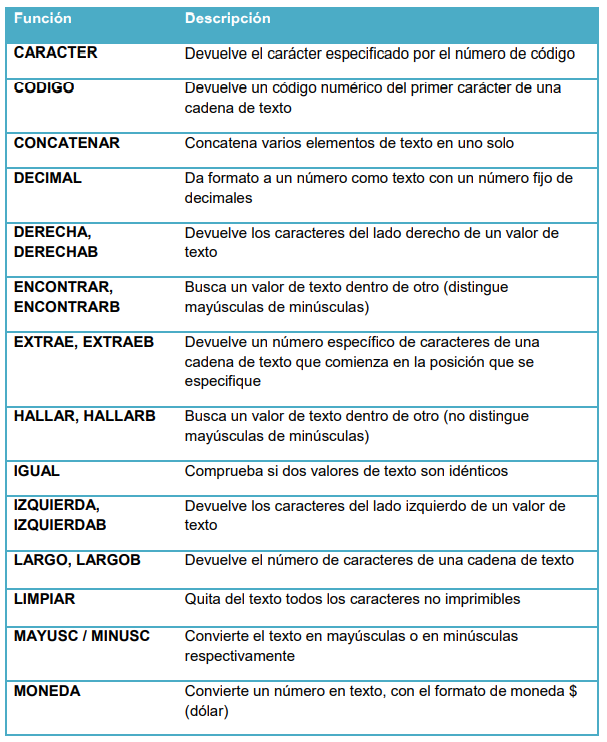 Función Descripción
CARACTER Devuelve el carácter especificado por el número de código
CODIGO Devuelve un código numérico del primer carácter de una
cadena de texto
CONCATENAR Concatena varios elementos de texto en uno solo
DECIMAL Da formato a un número como texto con un número fijo de
decimales
DERECHA, Devuelve los caracteres del lado derecho de un valor de
DERECHAB texto
ENCONTRAR, Busca un valor de texto dentro de otro (distingue
ENCONTRARB mayúsculas de minúsculas)
EXTRAE, EXTRAEB Devuelve un número específico de caracteres de una
cadena de texto que comienza en la posición que se
especifique
HALLAR, HALLARB Busca un valor de texto dentro de otro (no distingue
mayúsculas de minúsculas)
IGUAL Comprueba si dos valores de texto son idénticos
IZQUIERDA, Devuelve los caracteres del lado izquierdo de un valor de
IZQUIERDAB texto
LARGO, LARGOB Devuelve el número de caracteres de una cadena de texto
LIMPIAR Quita del texto todos los caracteres no imprimibles
MAYUSC / MINUSC Convierte el texto en mayúsculas o en minúsculas
respectivamente
MONEDA Convierte un número en texto, con el formato de moneda $
(dólar)